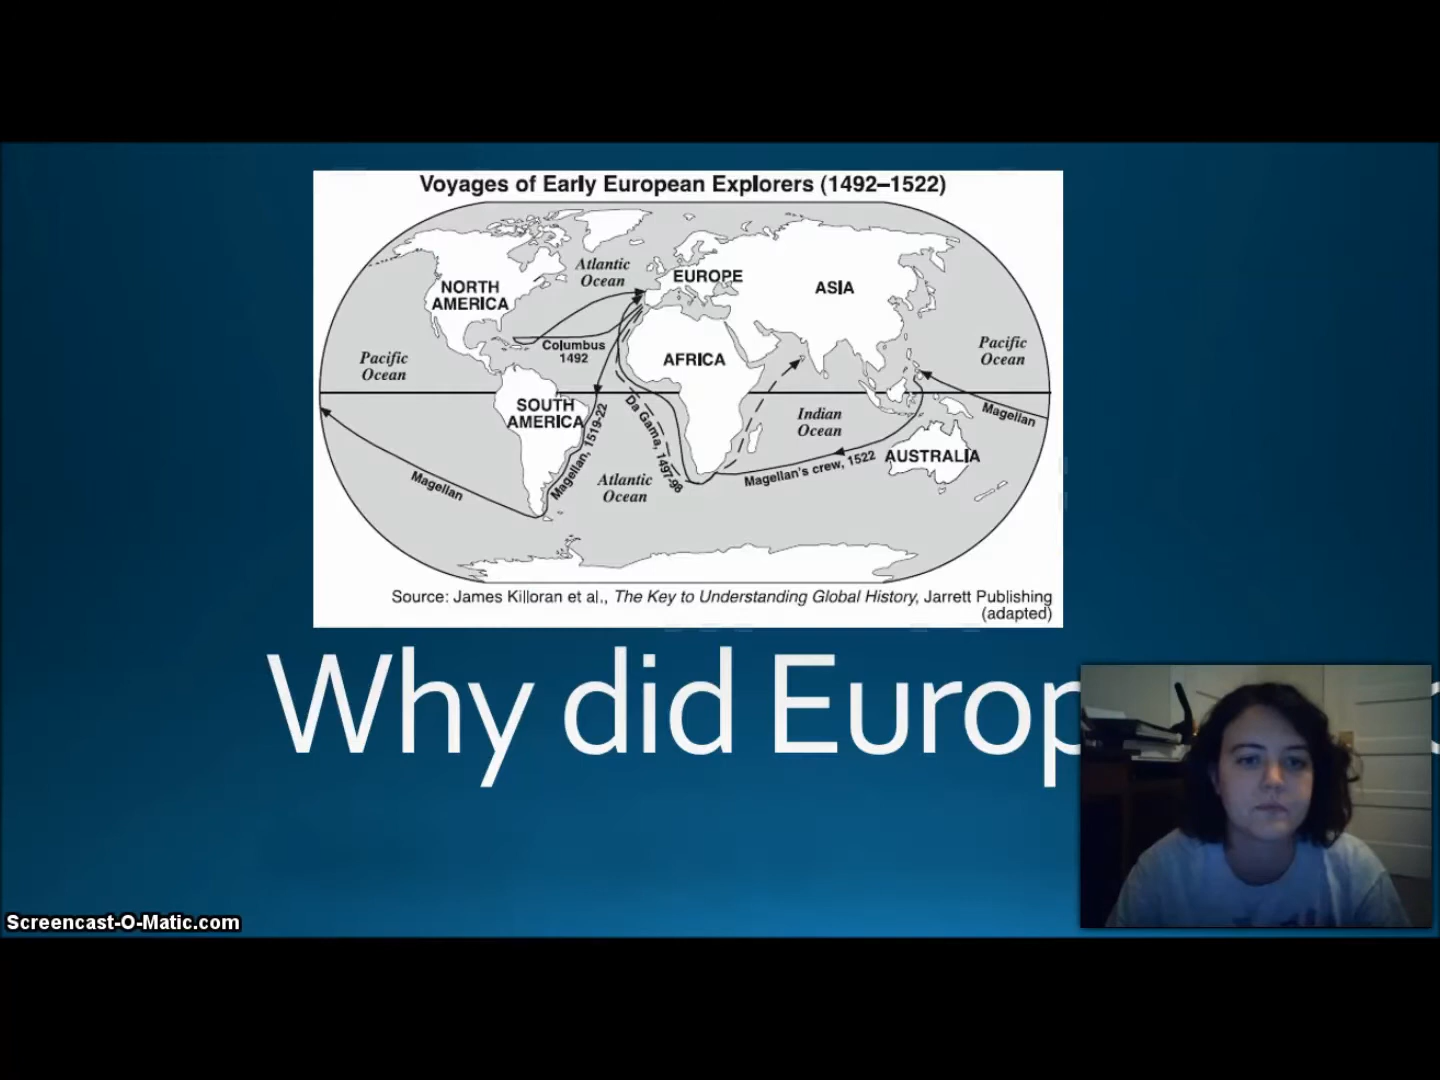 Voyages of Early European Explorers (1492–1522)
Atlantic
Ocean
EUROPE
NORTH
AMERICA
ASIA
Columbus
1492
Pacific
Ocean
AFRICA
Pacific
Ocean
SOUTH
AMERICA
Da Gama, 1497-98
Indian
Ocean
Magellan
Magellan, 1519-22
Magellan
Atlantic
Ocean
Magellan's crew, 1522
AUSTRALIA
Source: James Killoran et al., The Key to Understanding Global History, Jarrett Publishing
(adapted)
Why did Europ
Screencast-O-Matic.com